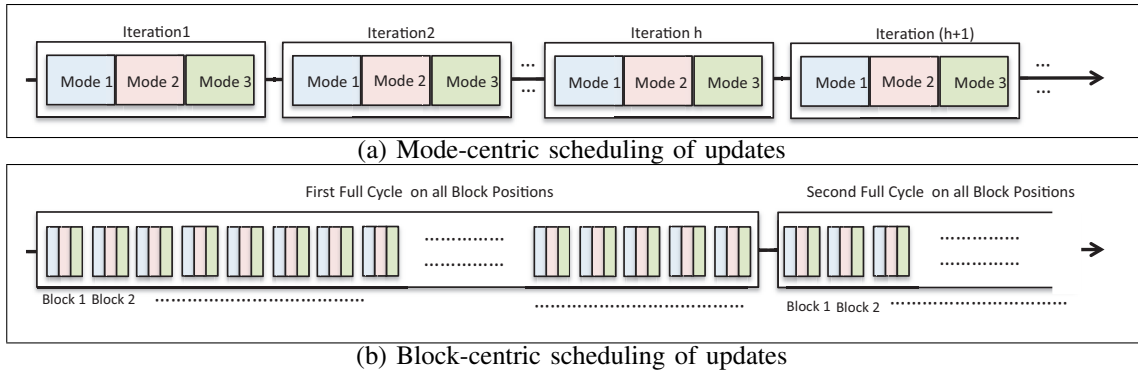 Iteration1 Iteration2 Iteration h Iteration (h+1)
Mode 1 Mode 2 Mode 3 Mode 1 Mode 2 Mode 3 ... Mode 1 Mode 2 Mode 3 Mode 1 Mode 2 Mode 3 ...
... ...
(a) Mode-centric scheduling of updates
First Full Cycle on all Block Positions Second Full Cycle on all Block Positions
Block 1 Block 2 Block 1 Block 2
(b) Block-centric scheduling of updates